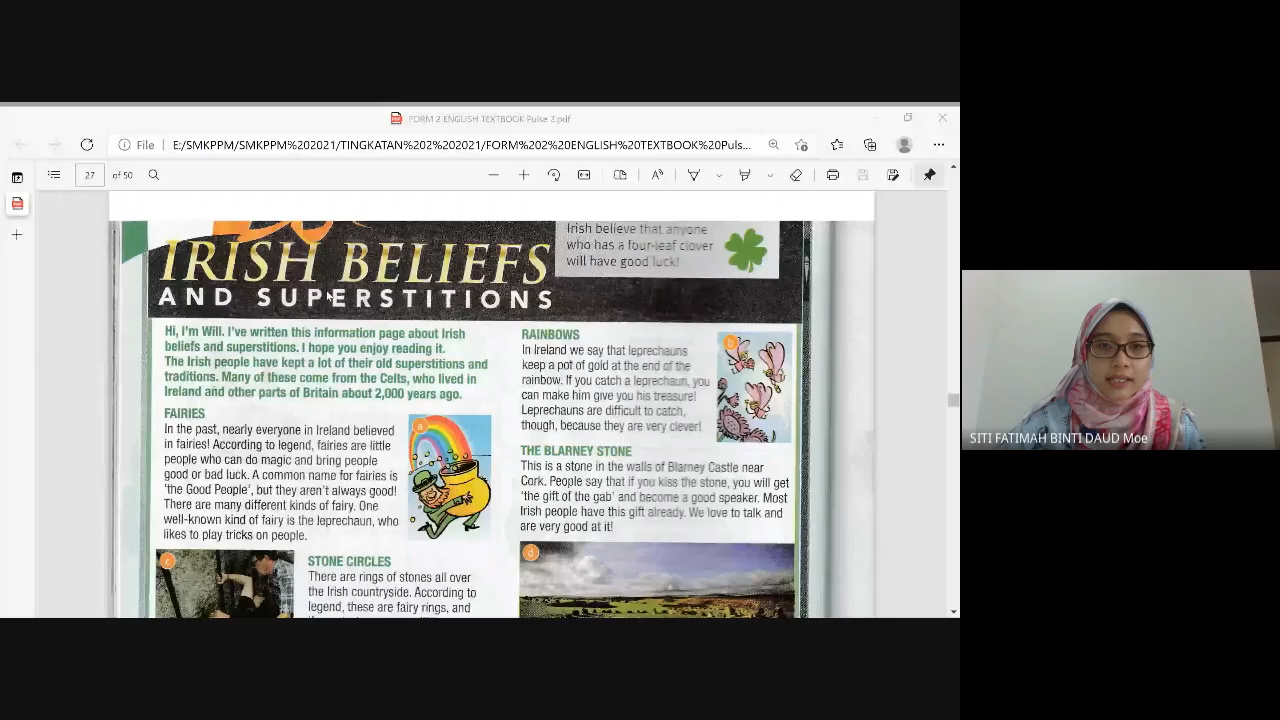 FORM 2 ENGLISH TEXTBOOK Pulse 2.pdf
File
E:/SMKPPM/SMKPPM%202021/TINGKATAN%202%202021/FORM%202%20ENGLISH%20TEXTBOOK%20Puls...
27
of 50
IRISH BELIEFS
AND SUPERSTITIONS
Irish believe that anyone
who has a four-leaf clover
will have good luck!
Hi, I'm Will. I've written this information page about Irish
beliefs and superstitions. I hope you enjoy reading it.
The Irish people have kept a lot of their old superstitions and
traditions. Many of these come from the Celts, who lived in
Ireland and other parts of Britain about 2,000 years ago.
FAIRIES
In the past, nearly everyone in Ireland believed
in fairies! According to legend, fairies are little
people who can do magic and bring people
good or bad luck. A common name for fairies is
'the Good People', but they aren't always good!
There are many different kinds of fairy. One
well-known kind of fairy is the leprechaun, who
likes to play tricks on people.
a
c
STONE CIRCLES
There are rings of stones all over
the Irish countryside. According to
legend, these are fairy rings, and
RAINBOWS
In Ireland we say that leprechauns
keep a pot of gold at the end of the
rainbow. If you catch a leprechaun, you
can make him give you his treasure!
Leprechauns are difficult to catch,
though, because they are very clever!
b
THE BLARNEY STONE
This is a stone in the walls of Blarney Castle near
Cork. People say that if you kiss the stone, you will get
'the gift of the gab' and become a good speaker. Most
Irish people have this gift already. We love to talk and
are very good at it!
d
SITI FATIMAH BINTI DAUD Moe